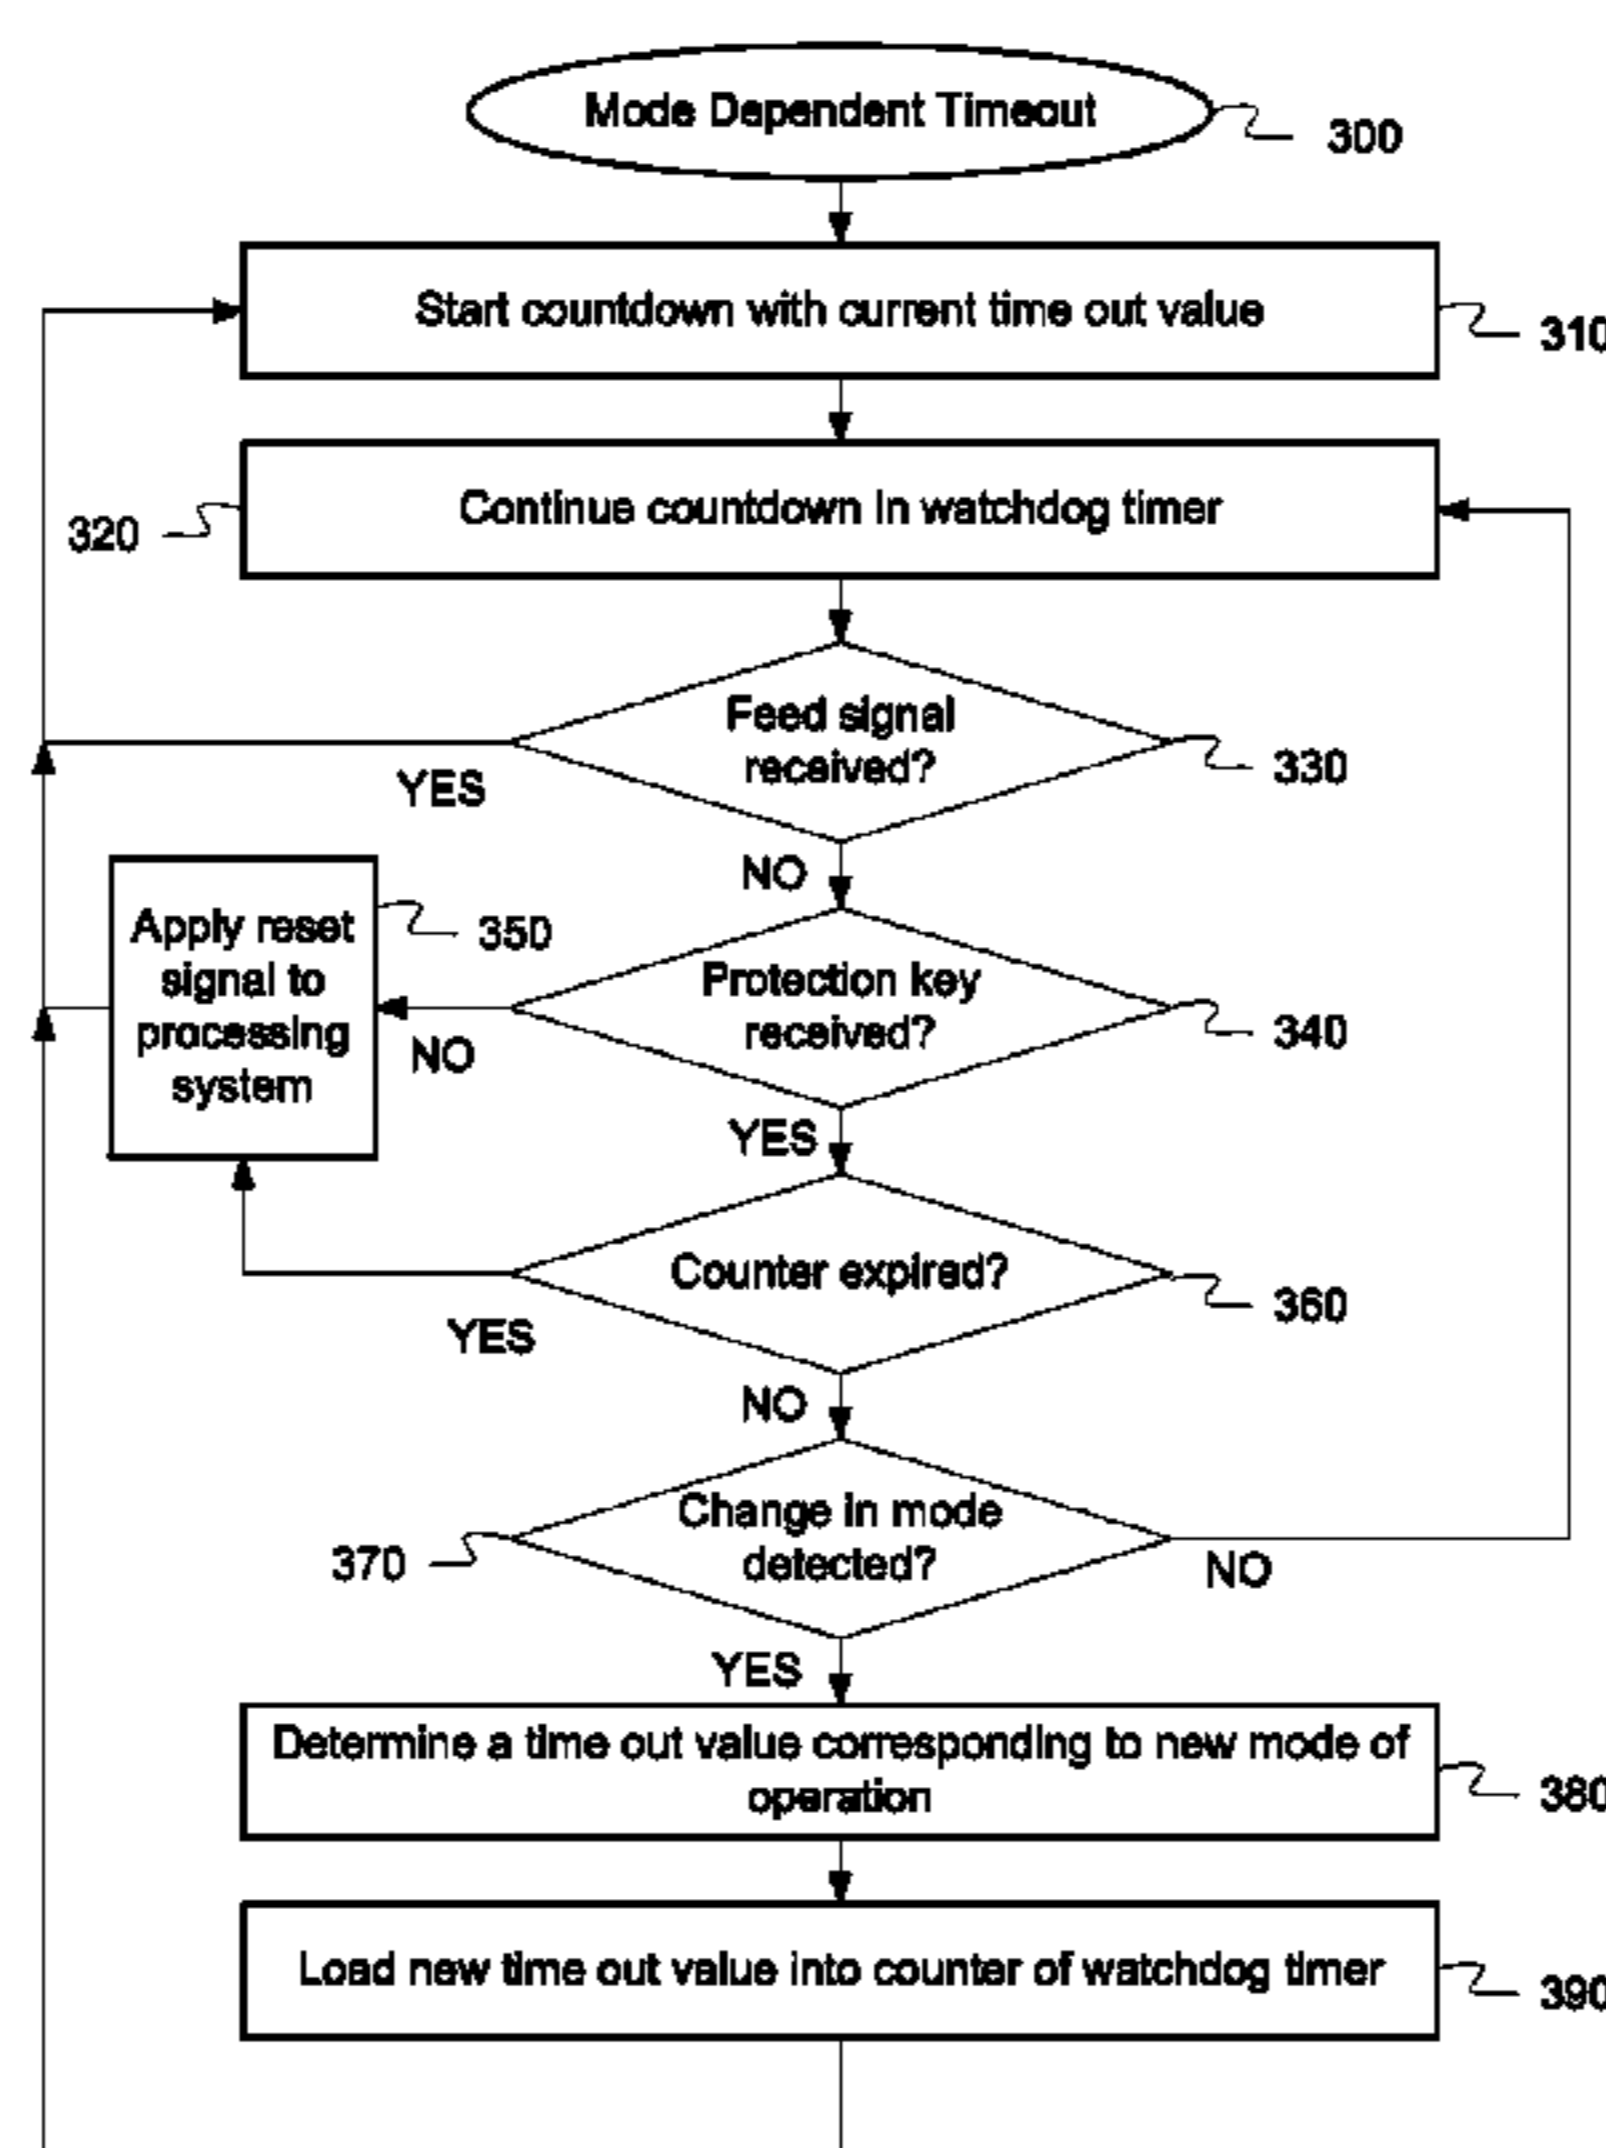 Mode Dependent Timeout
300
Start countdown with current time out value
310
Continue countdown in watchdog timer
320
Feed signal
received?
330
YES
NO
Apply reset
signal to
processing
system
350
Protection key
received?
340
NO
YES
Counter expired?
360
YES
NO
Change in mode
detected?
370
NO
YES
Determine a time out value corresponding to new mode of
operation
380
Load new time out value into counter of watchdog timer
390